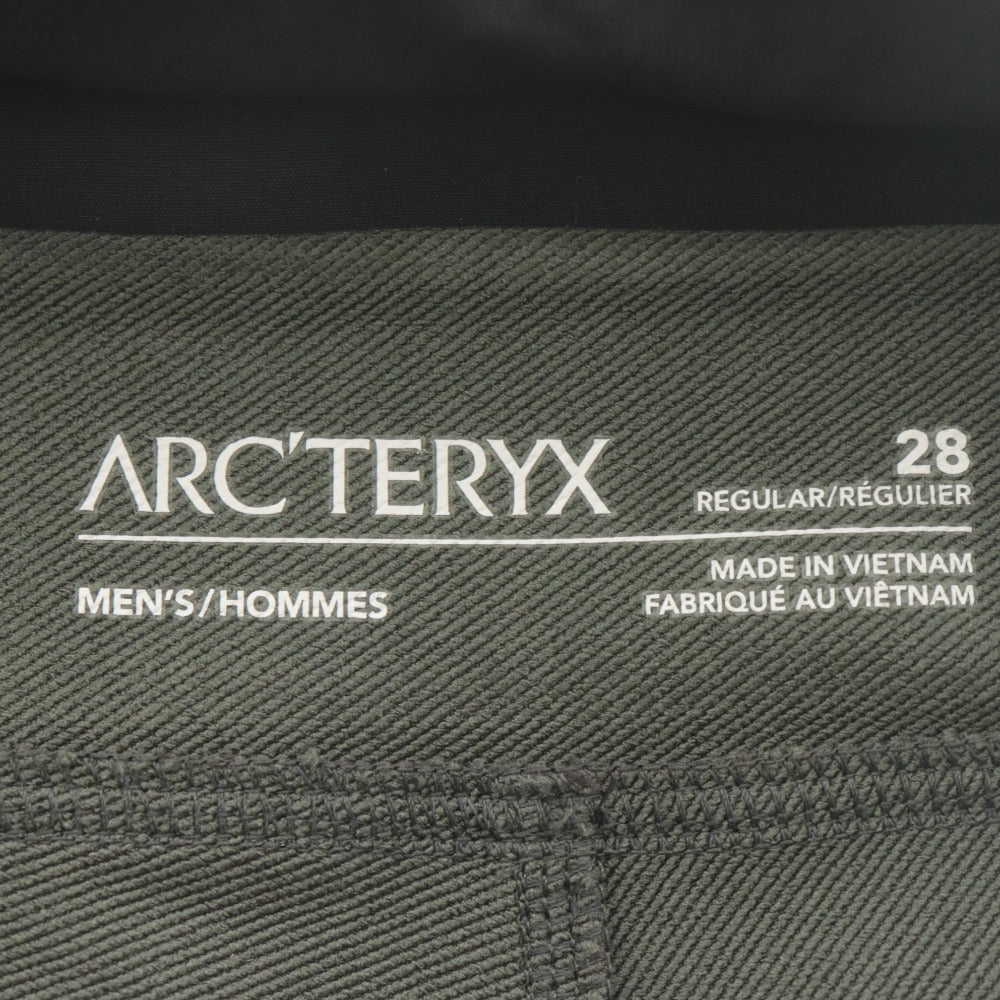 ARC'TERYX
28
REGULAR/RÉGULIER
MEN'S/HOMMES
MADE IN VIETNAM
FABRIQUÉ AU VIÊTNAM